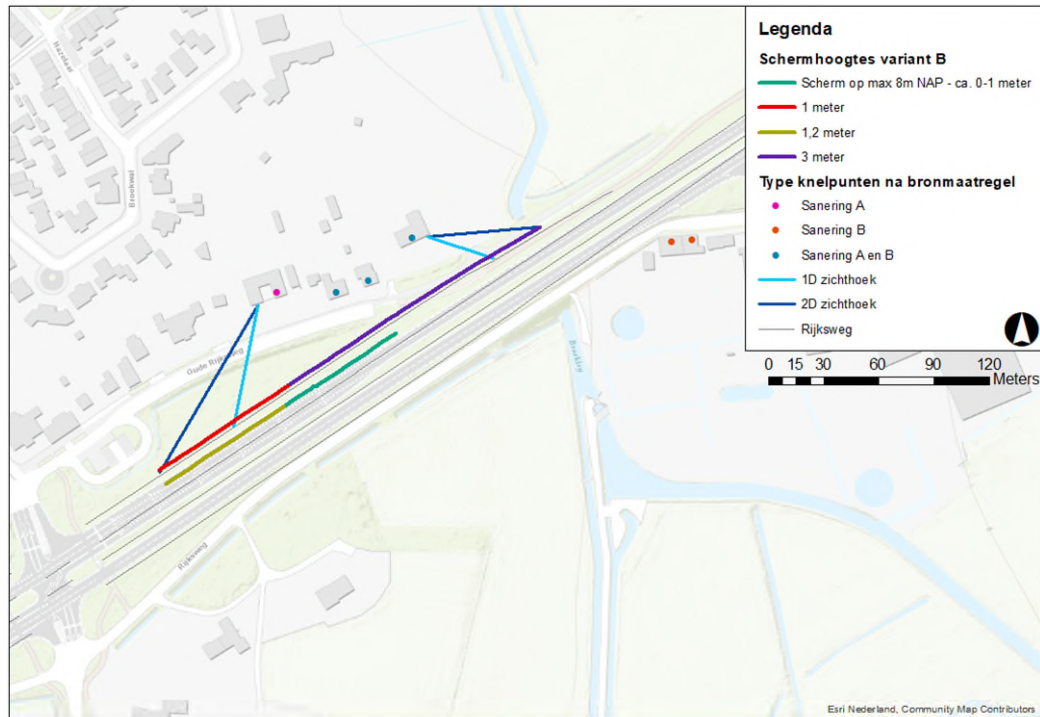 Legenda
Schermhoogtes variant B
Scherm op max 8m NAP - ca. 0-1 meter
1 meter
1,2 meter
3 meter
Type knelpunten na bronmaatregel
Sanering A
Sanering B
Sanering A en B
1D zichthoek
2D zichthoek
Rijksweg
0 15 30 60 90 120
Meters
Hazelaar
Broekwal
Oude Rijksweg
Rijksweg
Esri Nederland, Community Map Contributors